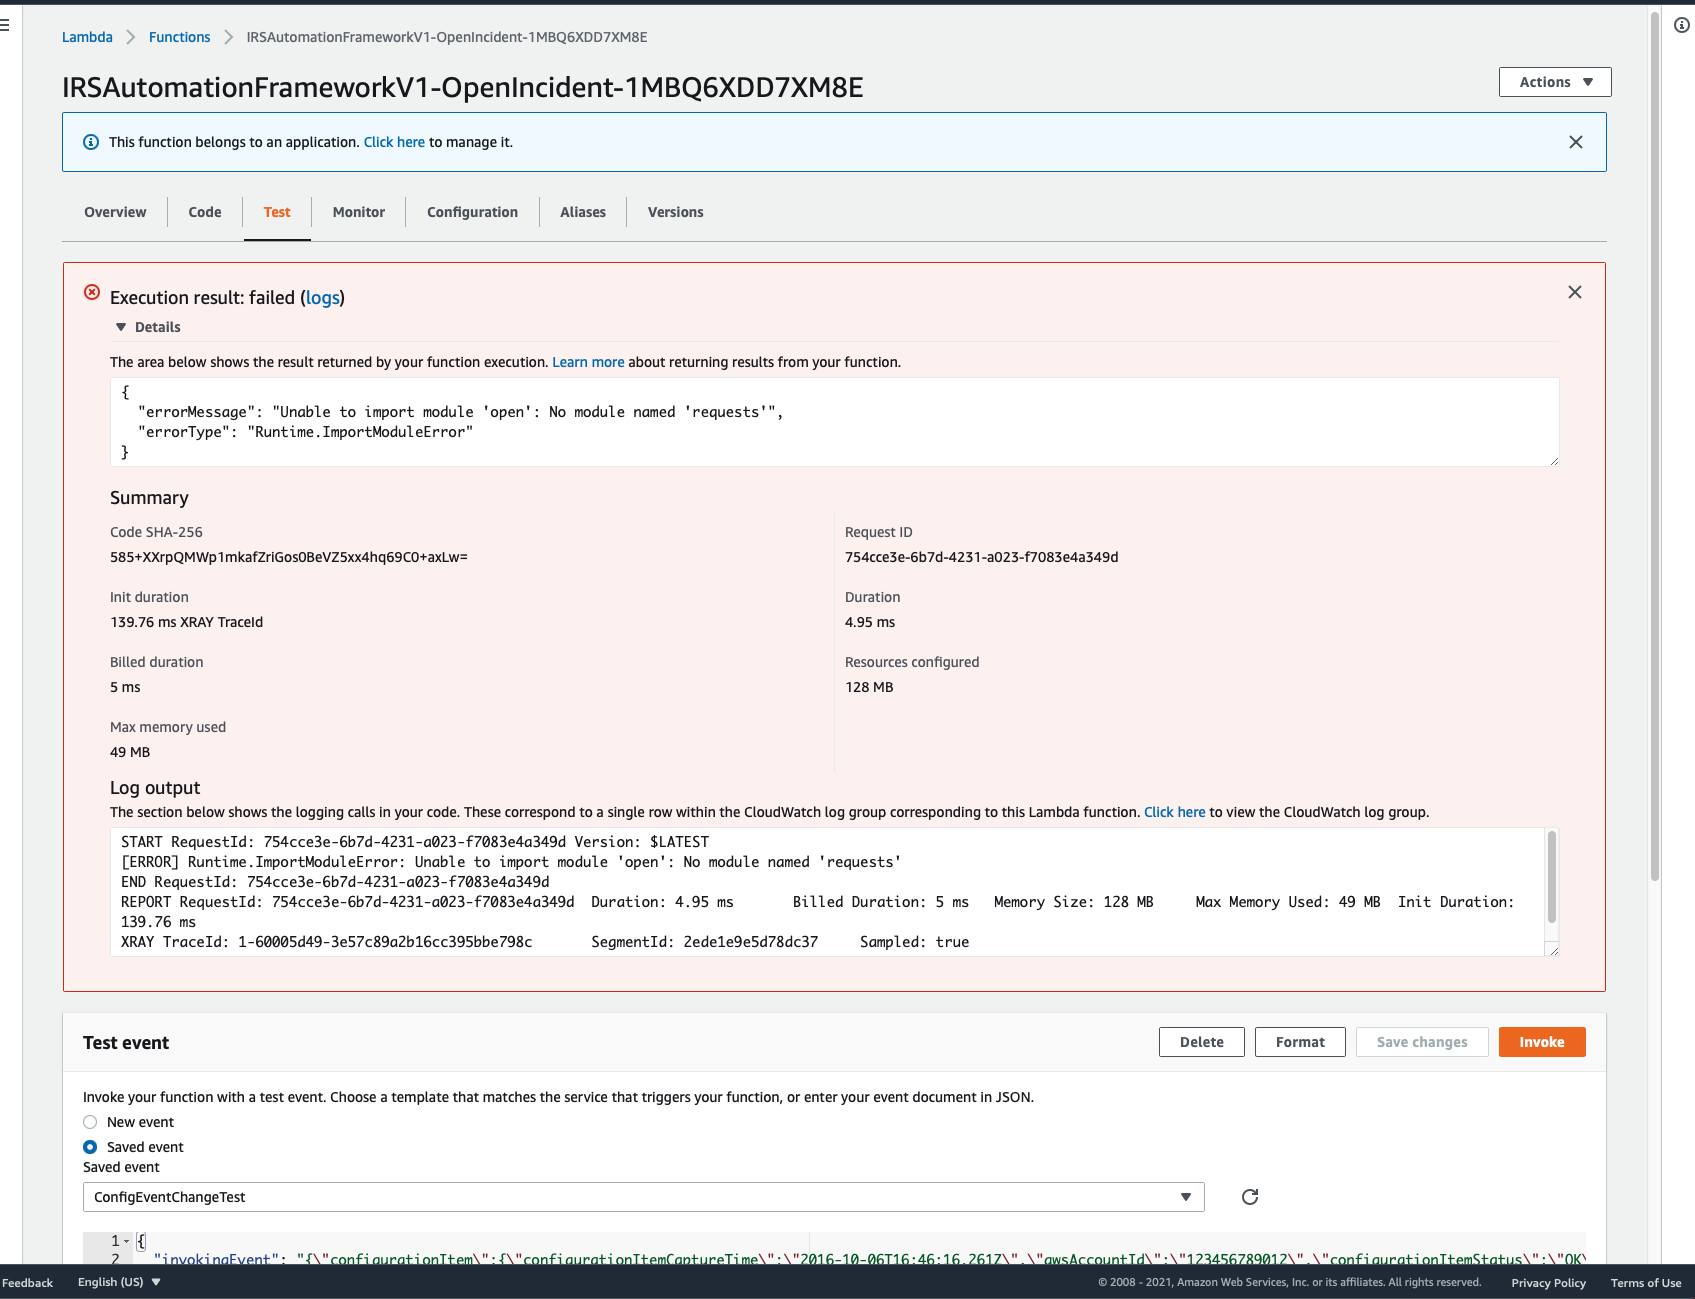 Lambda > Functions > IRSAutomationFrameworkV1-OpenIncident-1MBQ6XDD7XM8E
IRSAutomationFrameworkV1-OpenIncident-1MBQ6XDD7XM8E
Actions
This function belongs to an application. Click here to manage it.
Overview Code Test Monitor Configuration Aliases Versions
Execution result: failed (logs)
Details
The area below shows the result returned by your function execution. Learn more about returning results from your function.
{
"errorMessage": "Unable to import module 'open': No module named 'requests'",
"errorType": "Runtime.ImportModuleError"
}
Summary
Code SHA-256
585+XXrpQMWp1mkafZriGos0BeVZ5xx4hq69C0+axLw=
Request ID
754cce3e-6b7d-4231-a023-f7083e4a349d
Init duration
139.76 ms XRAY TraceId
Duration
4.95 ms
Billed duration
5 ms
Resources configured
128 MB
Max memory used
49 MB
Log output
The section below shows the logging calls in your code. These correspond to a single row within the CloudWatch log group corresponding to this Lambda function. Click here to view the CloudWatch log group.
START RequestId: 754cce3e-6b7d-4231-a023-f7083e4a349d Version: $LATEST
[ERROR] Runtime.ImportModuleError: Unable to import module 'open': No module named 'requests'
END RequestId: 754cce3e-6b7d-4231-a023-f7083e4a349d
REPORT RequestId: 754cce3e-6b7d-4231-a023-f7083e4a349d Duration: 4.95 ms Billed Duration: 5 ms Memory Size: 128 MB Max Memory Used: 49 MB Init Duration:
139.76 ms
XRAY TraceId: 1-60005d49-3e57c89a2b16cc395bbe798c SegmentId: 2ede1e9e5d78dc37 Sampled: true
Test event
Delete Format Save changes Invoke
Invoke your function with a test event. Choose a template that matches the service that triggers your function, or enter your event document in JSON.
New event
Saved event
Saved event
ConfigEventChangeTest
1 {
2 "invokingEvent": "{\"configurationItem\":{\"configurationItemCaptureTime\":\"2016-10-06T16:46:16.261Z\",\"awsAccountId\":\"123456789012\",\"configurationItemStatus\":\"OK\
Feedback English (US) © 2008 - 2021, Amazon Web Services, Inc. or its affiliates. All rights reserved. Privacy Policy Terms of Use